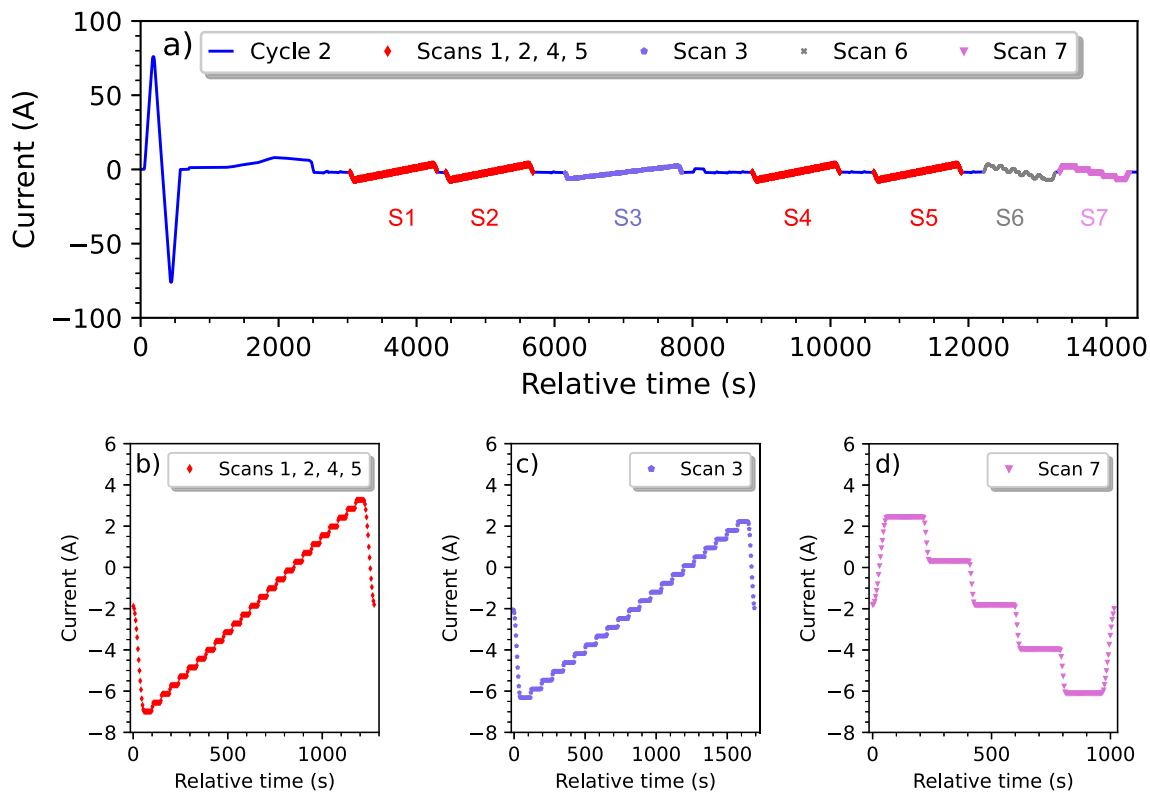 a)
Cycle 2
Scans 1, 2, 4, 5
Scan 3
Scan 6
Scan 7
100
50
0
−50
−100
Current (A)
S1
S2
S3
S4
S5
S6
S7
0 2000 4000 6000 8000 10000 12000 14000
Relative time (s)
b)
Scans 1, 2, 4, 5
6
4
2
0
−2
−4
−6
−8
Current (A)
0 500 1000
Relative time (s)
c)
Scan 3
6
4
2
0
−2
−4
−6
−8
Current (A)
0 500 1000 1500
Relative time (s)
d)
Scan 7
6
4
2
0
−2
−4
−6
−8
Current (A)
0 500 1000
Relative time (s)